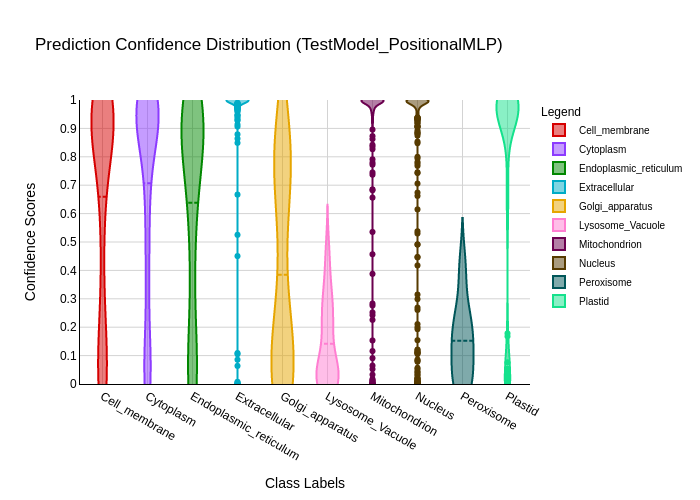 Prediction Confidence Distribution (TestModel_PositionalMLP)
Legend
Cell_membrane
Cytoplasm
Endoplasmic_reticulum
Extracellular
Golgi_apparatus
Lysosome_Vacuole
Mitochondrion
Nucleus
Peroxisome
Plastid
Confidence Scores
1
0.9
0.8
0.7
0.6
0.5
0.4
0.3
0.2
0.1
0
Cell_membrane
Cytoplasm
Endoplasmic_reticulum
Extracellular
Golgi_apparatus
Lysosome_Vacuole
Mitochondrion
Nucleus
Peroxisome
Plastid
Class Labels